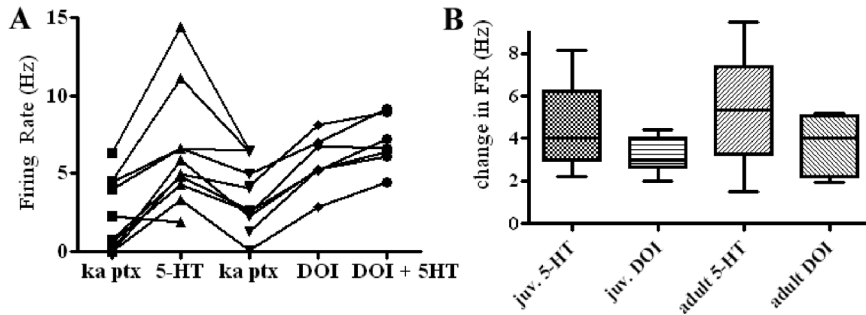 A
Firing Rate (Hz)
15
10
5
0
ka ptx 5-HT ka ptx DOI DOI + 5HT
B
change in FR (Hz)
8
6
4
2
0
juv. 5-HT
juv. DOI
adult 5-HT
adult DOI